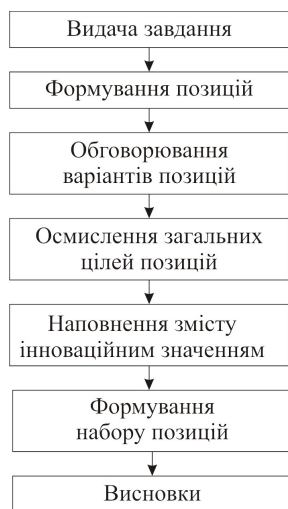 Видача завдання
Формування позицій
Обговорювання
варіантів позицій
Осмислення загальних
цілей позицій
Наповнення змісту
інноваційним значенням
Формування
набору позицій
Висновки